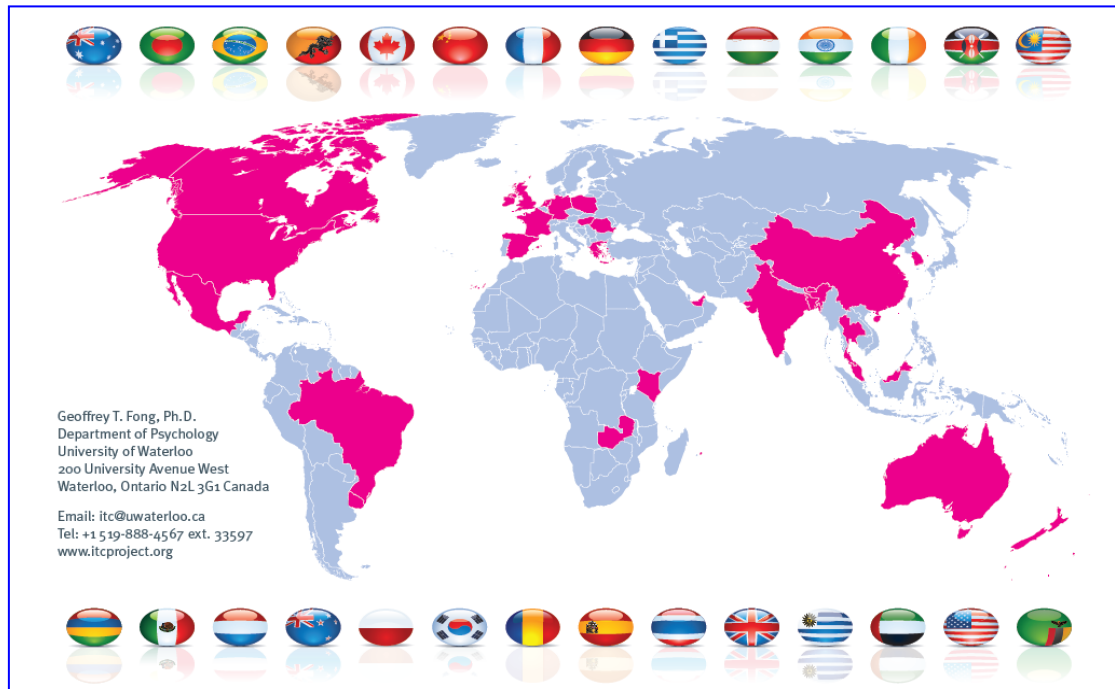 Geoffrey T. Fong, Ph.D.
Department of Psychology
University of Waterloo
200 University Avenue West
Waterloo, Ontario N2L 3G1 Canada
Email: itc@uwaterloo.ca
Tel: +1 519-888-4567 ext. 33597
www.itcproject.org